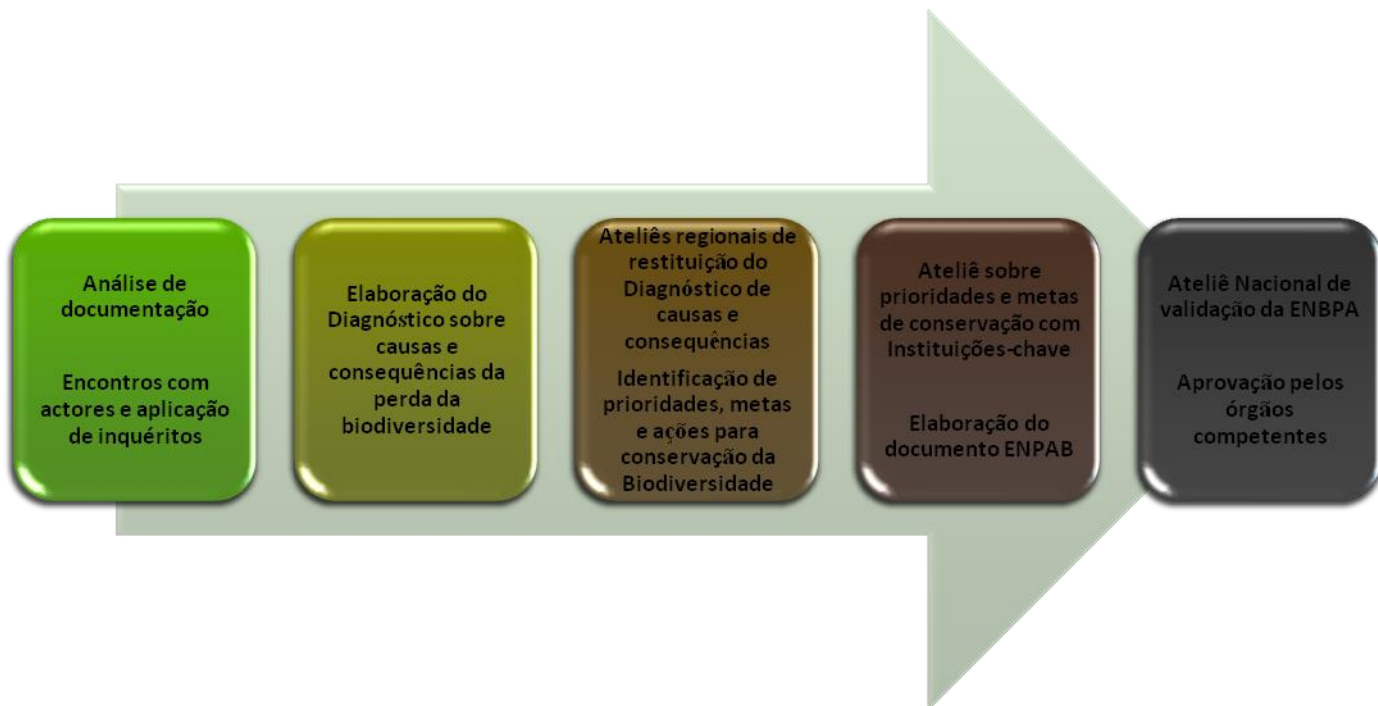 Análise de
documentação
Encontros com
actores e aplicação
de inquéritos
Elaboração do
Diagnóstico sobre
causas e
consequências da
perda da
biodiversidade
Ateliês regionais de
restituição do
Diagnóstico de
causas e
consequências
Identificação de
prioridades, metas
e ações para
conservação da
Biodiversidade
Ateliê sobre
prioridades e metas
de conservação com
Instituições-chave
Elaboração do
documento ENPAB
Ateliê Nacional de
validação da ENBPA
Aprovação pelos
órgãos
competentes